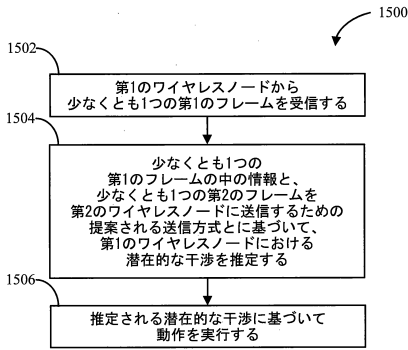 1500
1502
第1のワイヤレスノードから
少なくとも1つの第1のフレームを受信する
1504
少なくとも1つの
第1のフレームの中の情報と、
少なくとも1つの第2のフレームを
第2のワイヤレスノードに送信するための
提案される送信方式とに基づいて、
第1のワイヤレスノードにおける
潜在的な干渉を推定する
1506
推定される潜在的な干渉に基づいて
動作を実行する